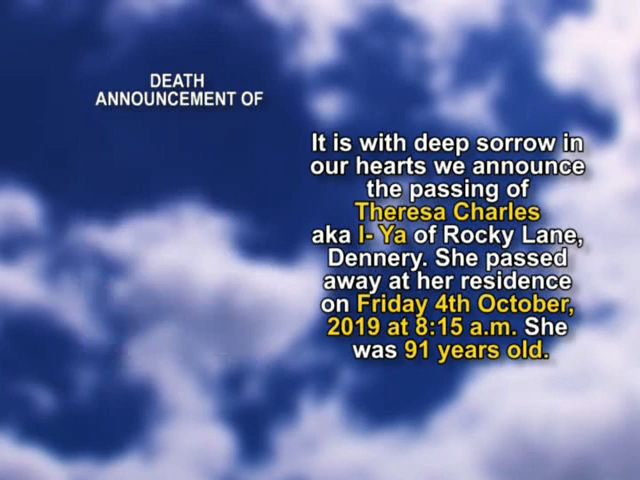 DEATH
ANNOUNCEMENT OF
It is with deep sorrow in
our hearts we announce
the passing of
Theresa Charles
aka I- Ya of Rocky Lane,
Dennery. She passed
away at her residence
on Friday 4th October,
2019 at 8:15 a.m. She
was 91 years old.